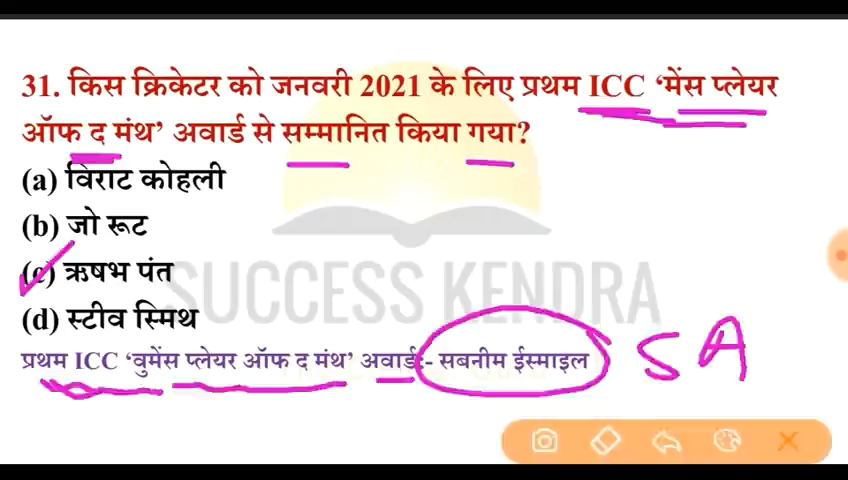 31. किस क्रिकेटर को जनवरी 2021 के लिए प्रथम ICC ‘मेंस प्लेयर
ऑफ द मंथ’ अवार्ड से सम्मानित किया गया?
(a) विराट कोहली
(b) जो रूट
(c) ऋषभ पंत
(d) स्टीव स्मिथ
प्रथम ICC ‘वुमेंस प्लेयर ऑफ द मंथ’ अवार्ड:- सबनीम ईस्माइल
SA
SUCCESS KENDRA